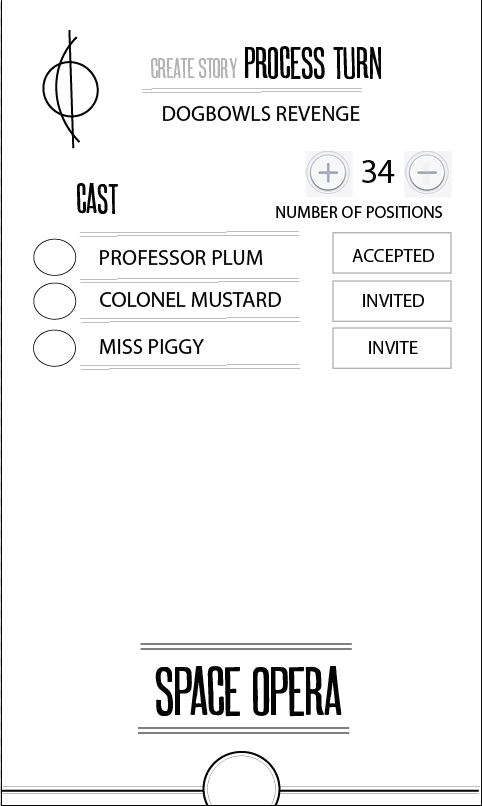 CREATE STORY PROCESS TURN
DOGBOWLS REVENGE
34
NUMBER OF POSITIONS
CAST
PROFESSOR PLUM ACCEPTED
COLONEL MUSTARD INVITED
MISS PIGGY INVITE
SPACE OPERA